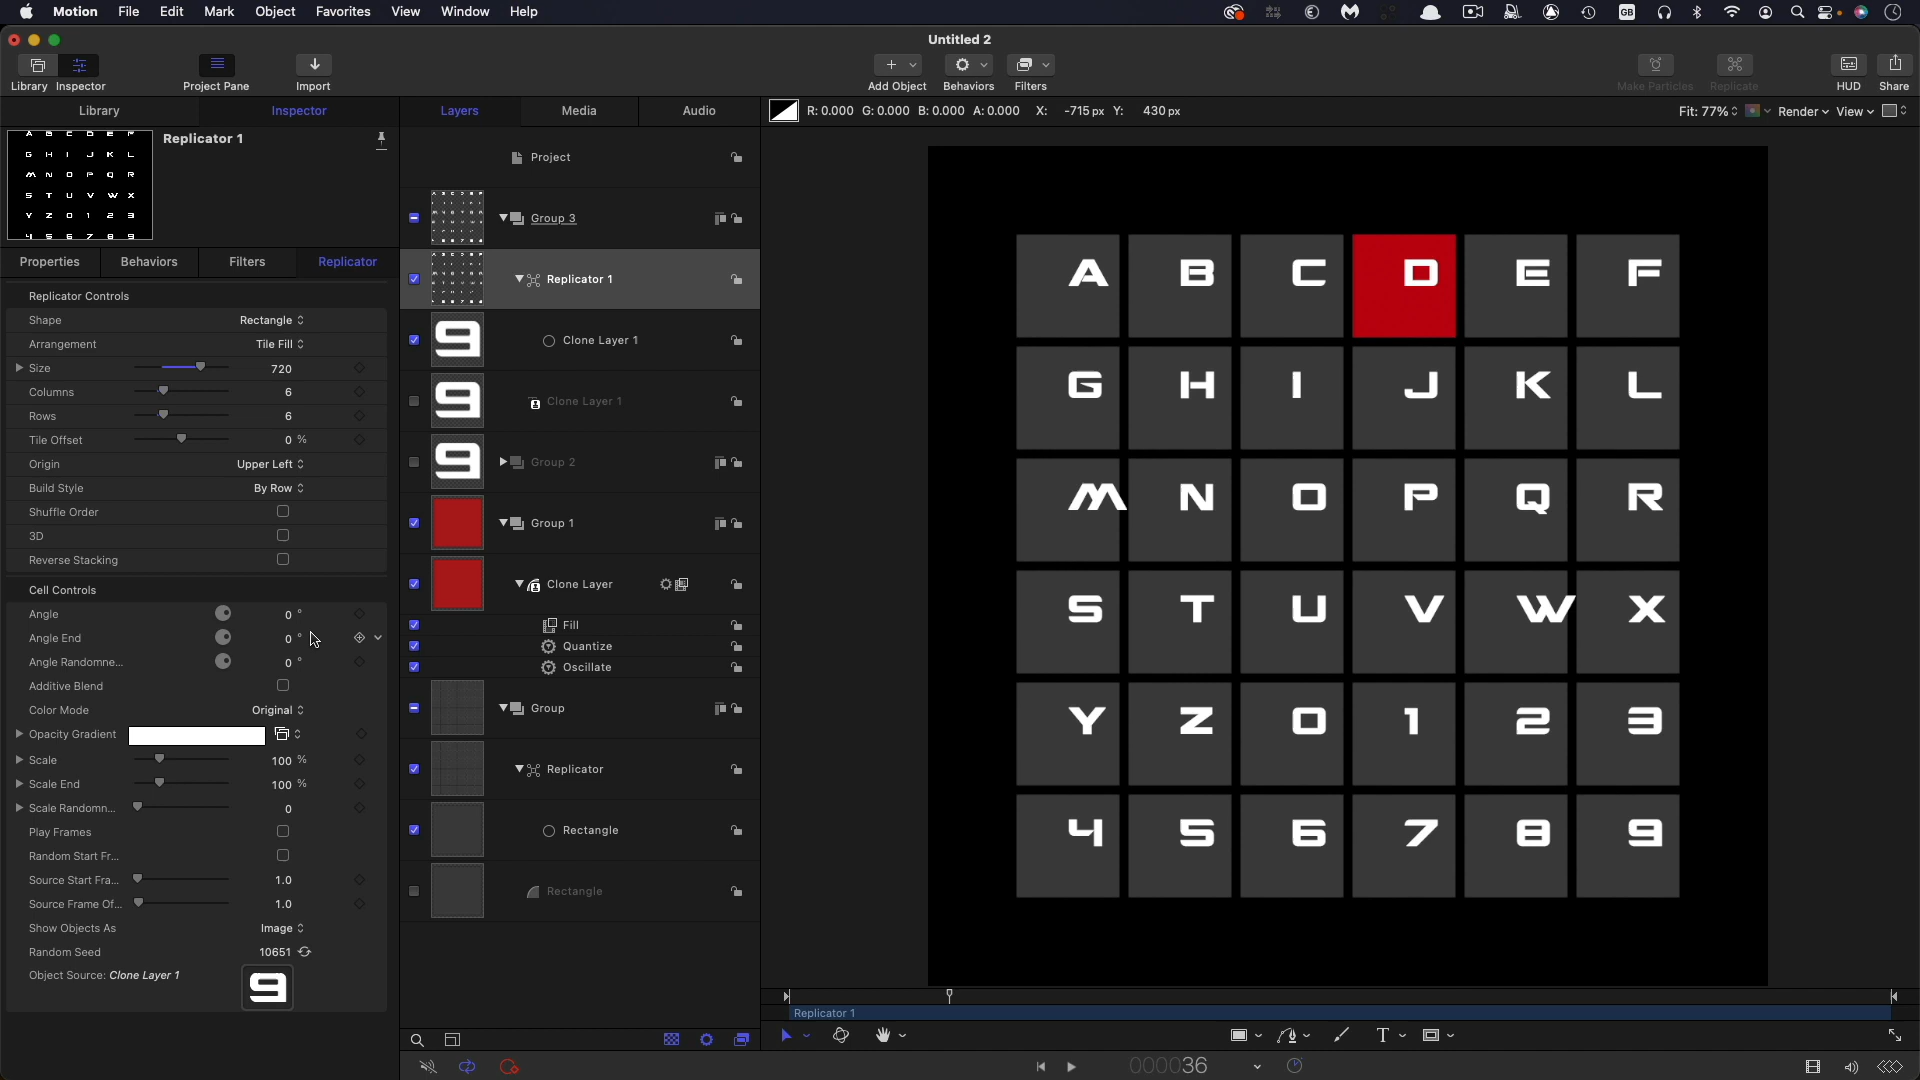 Motion File Edit Mark Object Favorites View Window Help
Untitled 2
Library Inspector Project Pane Import Add Object Behaviors Filters Make Particles Replicate HUD Share
Library Inspector Layers Media Audio R: 0.000 G: 0.000 B: 0.000 A: 0.000 X: -715 px Y: 430 px Fit: 77% Render View
Replicator 1
Properties Behaviors Filters Replicator
Replicator Controls
Shape Rectangle
Arrangement Tile Fill
Size 720
Columns 6
Rows 6
Tile Offset 0 %
Origin Upper Left
Build Style By Row
Shuffle Order
3D
Reverse Stacking
Cell Controls
Angle 0 °
Angle End 0 °
Angle Randomne... 0 °
Additive Blend
Color Mode Original
Opacity Gradient
Scale 100 %
Scale End 100 %
Scale Randomn... 0
Play Frames
Random Start Fr...
Source Start Fra... 1.0
Source Frame Of... 1.0
Show Objects As Image
Random Seed 10651
Object Source: Clone Layer 1
9
Project
Group 3
Replicator 1
9 Clone Layer 1
9 Clone Layer 1
9 Group 2
Group 1
Clone Layer
Fill
Quantize
Oscillate
Group
Replicator
Rectangle
Rectangle
A B C D E F
G H I J K L
M N O P Q R
S T U V W X
Y Z 0 1 2 3
4 5 6 7 8 9
Replicator 1
T
000036